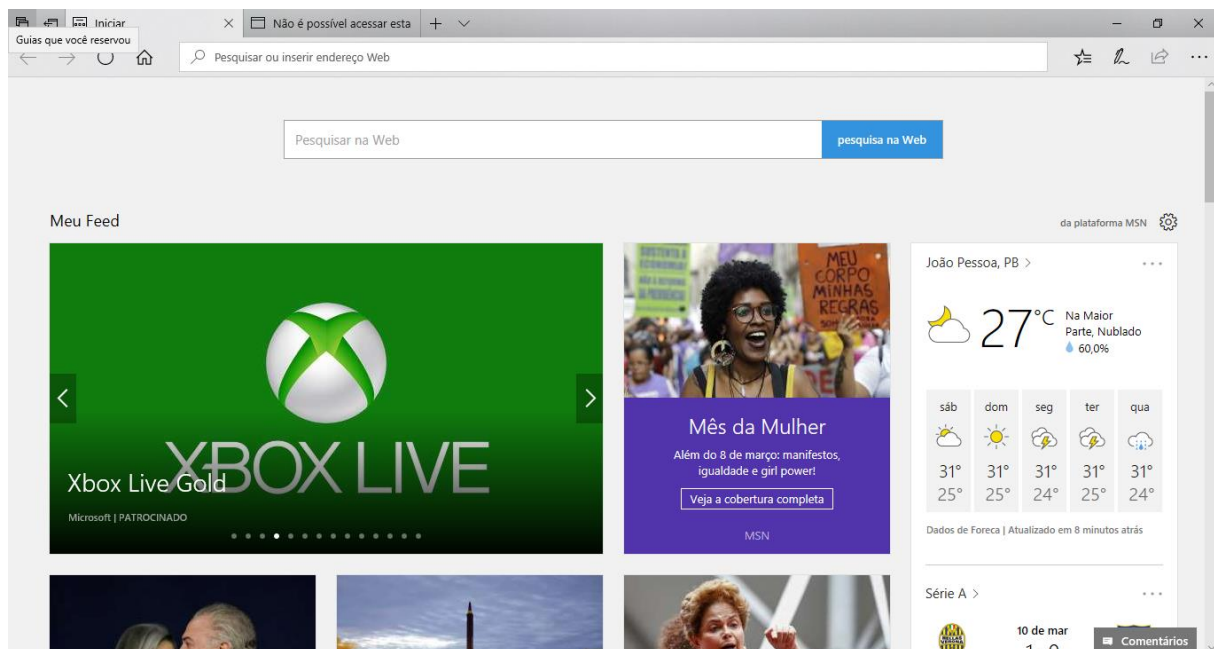 Iniciar
Não é possível acessar esta
Guias que você reservou
Pesquisar ou inserir endereço Web
Pesquisar na Web
pesquisa na Web
Meu Feed
da plataforma MSN
XBOX LIVE
Xbox Live Gold
Microsoft | PATROCINADO
MEU
CORPO
MINHAS
REGRAS
Mês da Mulher
Além do 8 de março: manifestos,
igualdade e girl power!
Veja a cobertura completa
MSN
João Pessoa, PB >
27°C
Na Maior
Parte, Nublado
60,0%
sáb dom seg ter qua
31° 31° 31° 31° 31°
25° 25° 24° 25° 24°
Dados de Foreca | Atualizado em 8 minutos atrás
Série A >
10 de mar
Comentários